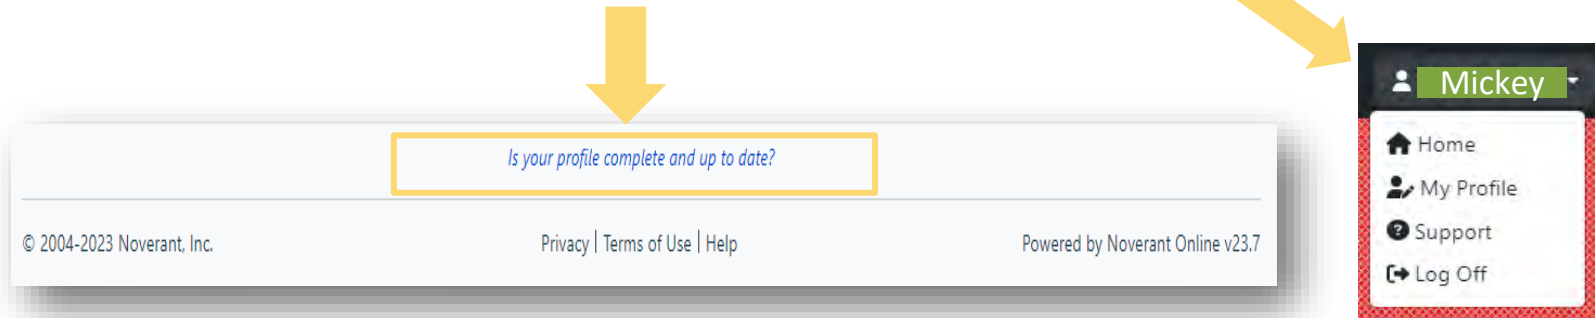 Is your profile complete and up to date?
© 2004-2023 Noverant, Inc.
Privacy | Terms of Use | Help
Powered by Noverant Online v23.7
Mickey
Home
My Profile
Support
Log Off